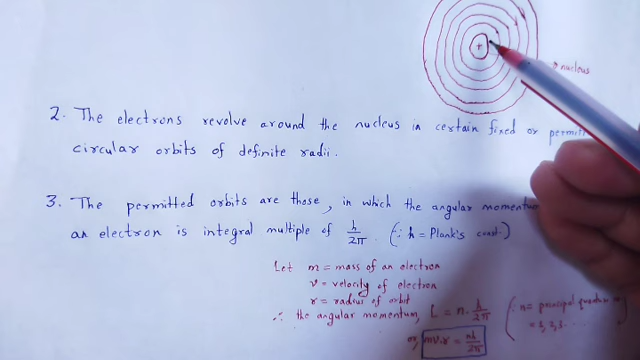 +
nucleus
2. The electrons revolve around the nucleus in certain fixed or
circular orbits of definite radii.
3. The permitted orbits are those, in which the angular
an electron is integral multiple of h/2π. (∵ h = Plank's const.)
Let m = mass of an electron
v = velocity of electron
r = radius of orbit
∴ the angular momentum, L = n. h/2π (∵ n = principal quantum
= 1, 2, 3.....
or, mvr = nh/2π